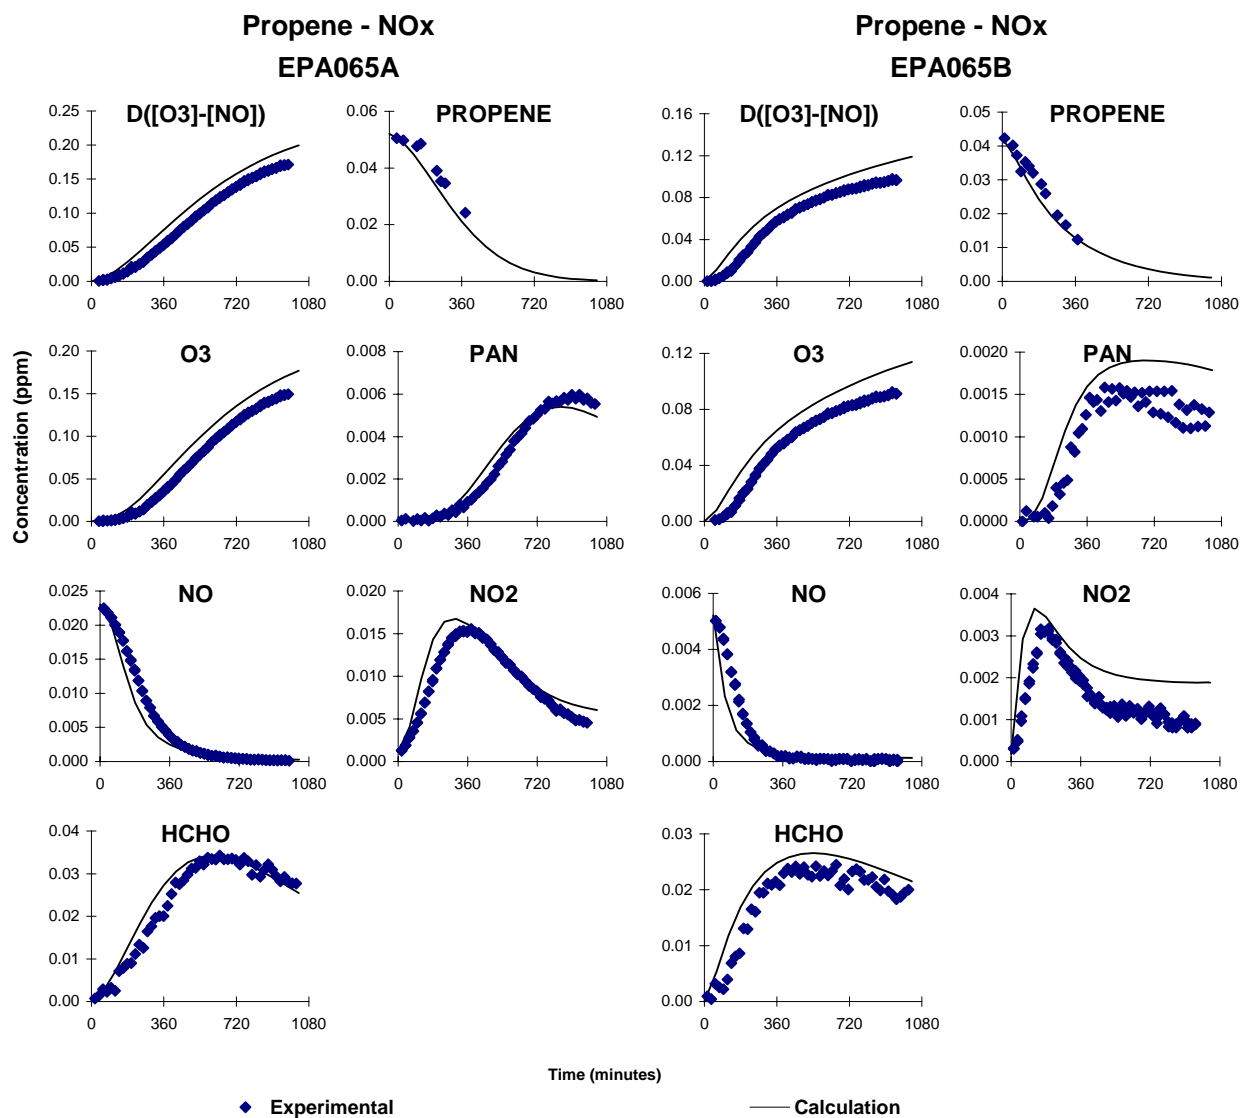 Propene - NOx Propene - NOx
EPA065A EPA065B
D([O3]-[NO]) PROPENE D([O3]-[NO]) PROPENE
0.25 0.20 0.15 0.10 0.05 0.00
0 360 720 1080
0.06 0.04 0.02 0.00
0 360 720 1080
0.16 0.12 0.08 0.04 0.00
0 360 720 1080
0.05 0.04 0.03 0.02 0.01 0.00
0 360 720 1080
Concentration (ppm)
O3 PAN O3 PAN
0.20 0.15 0.10 0.05 0.00
0 360 720 1080
0.008 0.006 0.004 0.002 0.000
0 360 720 1080
0.12 0.08 0.04 0.00
0 360 720 1080
0.0020 0.0015 0.0010 0.0005 0.0000
0 360 720 1080
NO NO2 NO NO2
0.025 0.020 0.015 0.010 0.005 0.000
0 360 720 1080
0.020 0.015 0.010 0.005 0.000
0 360 720 1080
0.006 0.004 0.002 0.000
0 360 720 1080
0.004 0.003 0.002 0.001 0.000
0 360 720 1080
HCHO HCHO
0.04 0.03 0.02 0.01 0.00
0 360 720 1080
0.03 0.02 0.01 0.00
0 360 720 1080
Time (minutes)
Experimental Calculation